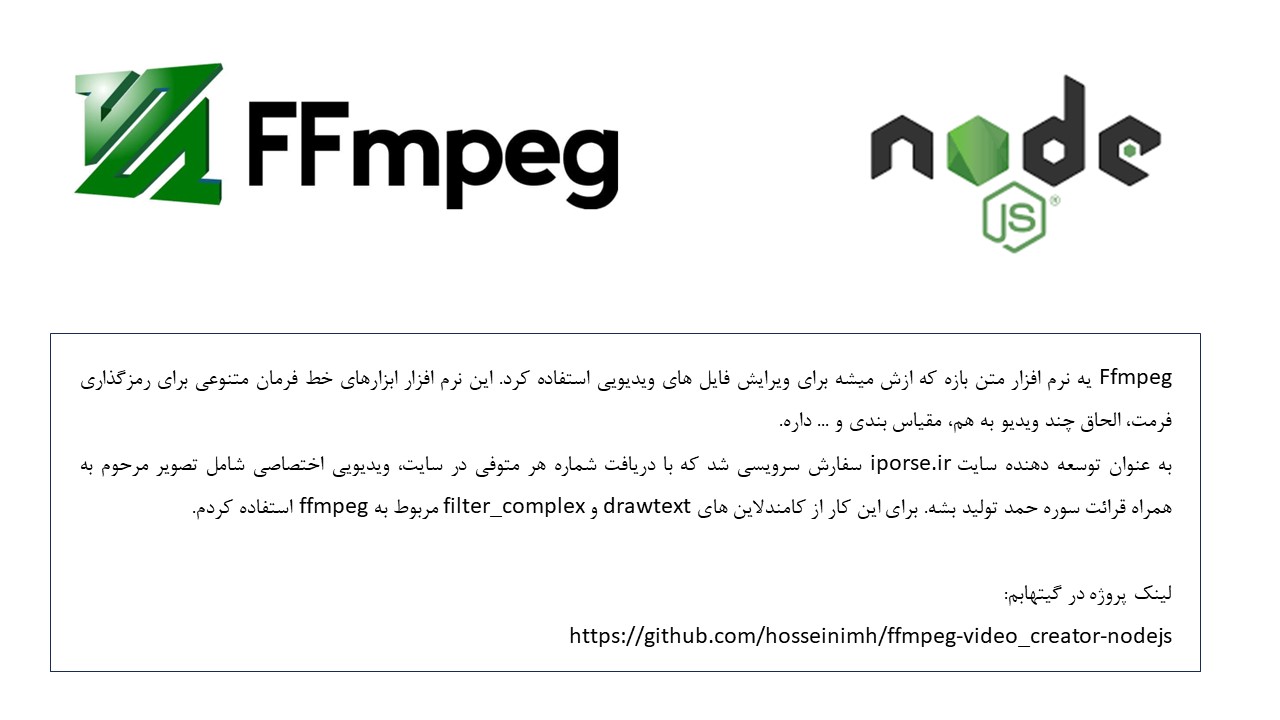 FFmpeg
node
JS
Ffmpeg یه نرم افزار متن بازه که ازش میشه برای ویرایش فایل های ویدیویی استفاده کرد. این نرم افزار ابزارهای خط فرمان متنوعی برای رمزگذاری
فرمت، الحاق چند ویدیو به هم، مقیاس بندی و ... داره.
به عنوان توسعه دهنده سایت iporse.ir سفارش سرویسی شد که با دریافت شماره هر متوفی در سایت، ویدیویی اختصاصی شامل تصویر مرحوم به
همراه قرائت سوره حمد تولید بشه. برای این کار از کامندلاین های drawtext و filter_complex مربوط به ffmpeg استفاده کردم.
لینک پروژه در گیتهابم:
https://github.com/hosseinimh/ffmpeg-video_creator-nodejs